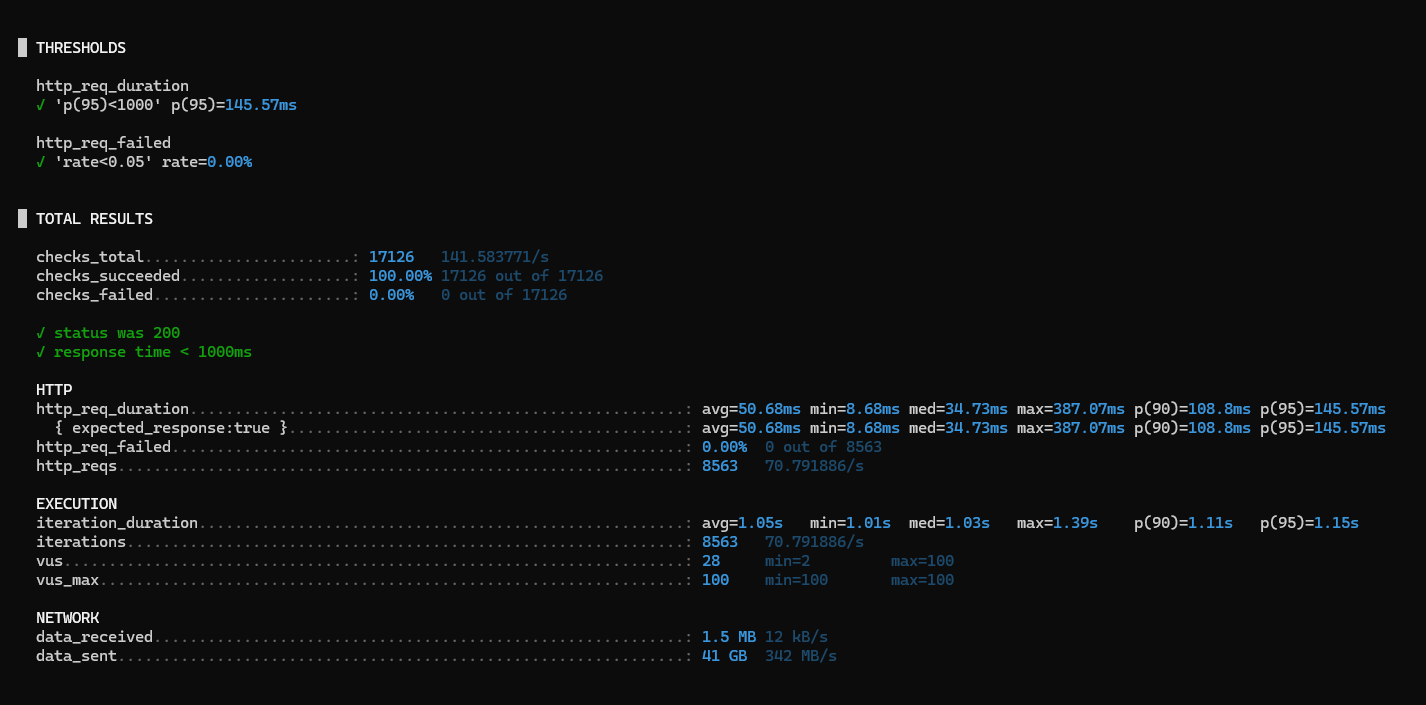 THRESHOLDS
http_req_duration
✓ 'p(95)<1000' p(95)=145.57ms
http_req_failed
✓ 'rate<0.05' rate=0.00%
TOTAL RESULTS
checks_total.......................: 17126 141.583771/s
checks_succeeded...................: 100.00% 17126 out of 17126
checks_failed......................: 0.00% 0 out of 17126
✓ status was 200
✓ response time < 1000ms
HTTP
http_req_duration.......................................................: avg=50.68ms min=8.68ms med=34.73ms max=387.07ms p(90)=108.8ms p(95)=145.57ms
{ expected_response:true }............................................: avg=50.68ms min=8.68ms med=34.73ms max=387.07ms p(90)=108.8ms p(95)=145.57ms
http_req_failed.........................................................: 0.00% 0 out of 8563
http_reqs...............................................................: 8563 70.791886/s
EXECUTION
iteration_duration......................................................: avg=1.05s min=1.01s med=1.03s max=1.39s p(90)=1.11s p(95)=1.15s
iterations..............................................................: 8563 70.791886/s
vus.....................................................................: 28 min=2 max=100
vus_max.................................................................: 100 min=100 max=100
NETWORK
data_received...........................................................: 1.5 MB 12 kB/s
data_sent...............................................................: 41 GB 342 MB/s